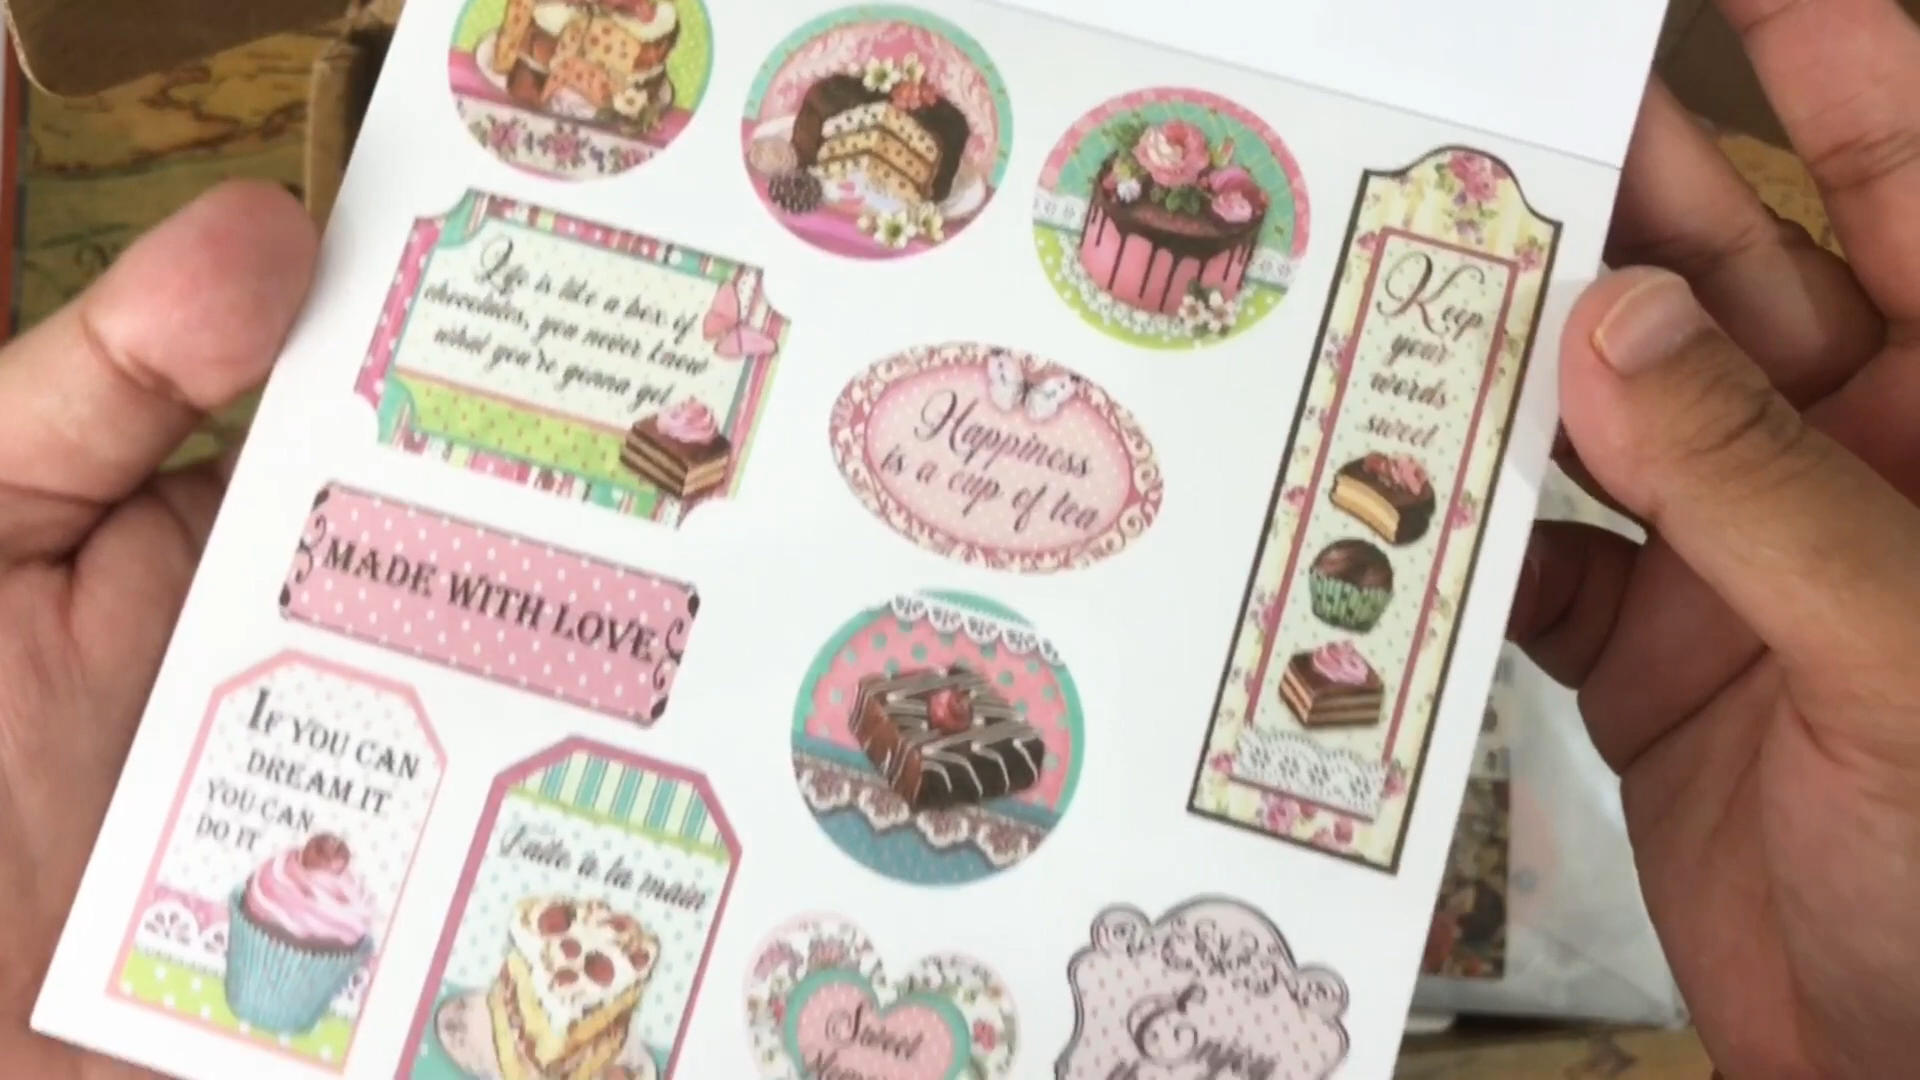 Life is like a box of
chocolates, you never know
what you're gonna get
Keep
your
words
sweet
Happiness
is a cup of tea
MADE WITH LOVE
IF YOU CAN
DREAM IT
YOU CAN
DO IT
Faite à la main
Sweet
Enjoy